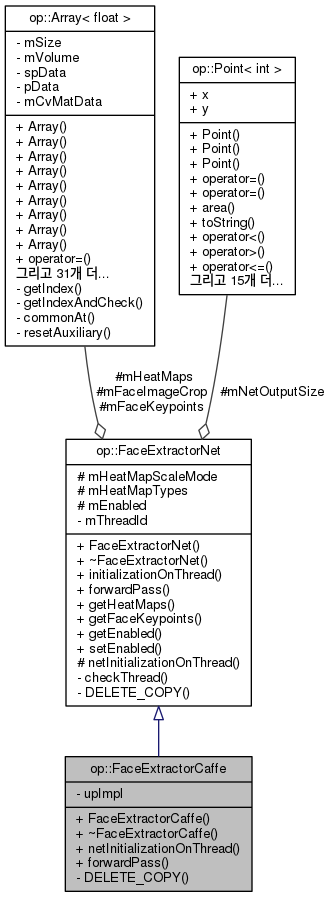 op::Array< float >
- mSize
- mVolume
- spData
- pData
- mCvMatData
+ Array()
+ Array()
+ Array()
+ Array()
+ Array()
+ Array()
+ Array()
+ Array()
+ Array()
+ operator=()
그리고 31개 더...
- getIndex()
- getIndexAndCheck()
- commonAt()
- resetAuxiliary()
op::Point< int >
+ x
+ y
+ Point()
+ Point()
+ Point()
+ operator=()
+ operator=()
+ area()
+ toString()
+ operator<()
+ operator>()
+ operator<=()
그리고 15개 더...
#mHeatMaps
#mFaceImageCrop
#mFaceKeypoints
#mNetOutputSize
op::FaceExtractorNet
# mHeatMapScaleMode
# mHeatMapTypes
# mEnabled
- mThreadId
+ FaceExtractorNet()
+ ~FaceExtractorNet()
+ initializationOnThread()
+ forwardPass()
+ getHeatMaps()
+ getFaceKeypoints()
+ getEnabled()
+ setEnabled()
# netInitializationOnThread()
- checkThread()
- DELETE_COPY()
op::FaceExtractorCaffe
- upImpl
+ FaceExtractorCaffe()
+ ~FaceExtractorCaffe()
+ netInitializationOnThread()
+ forwardPass()
- DELETE_COPY()